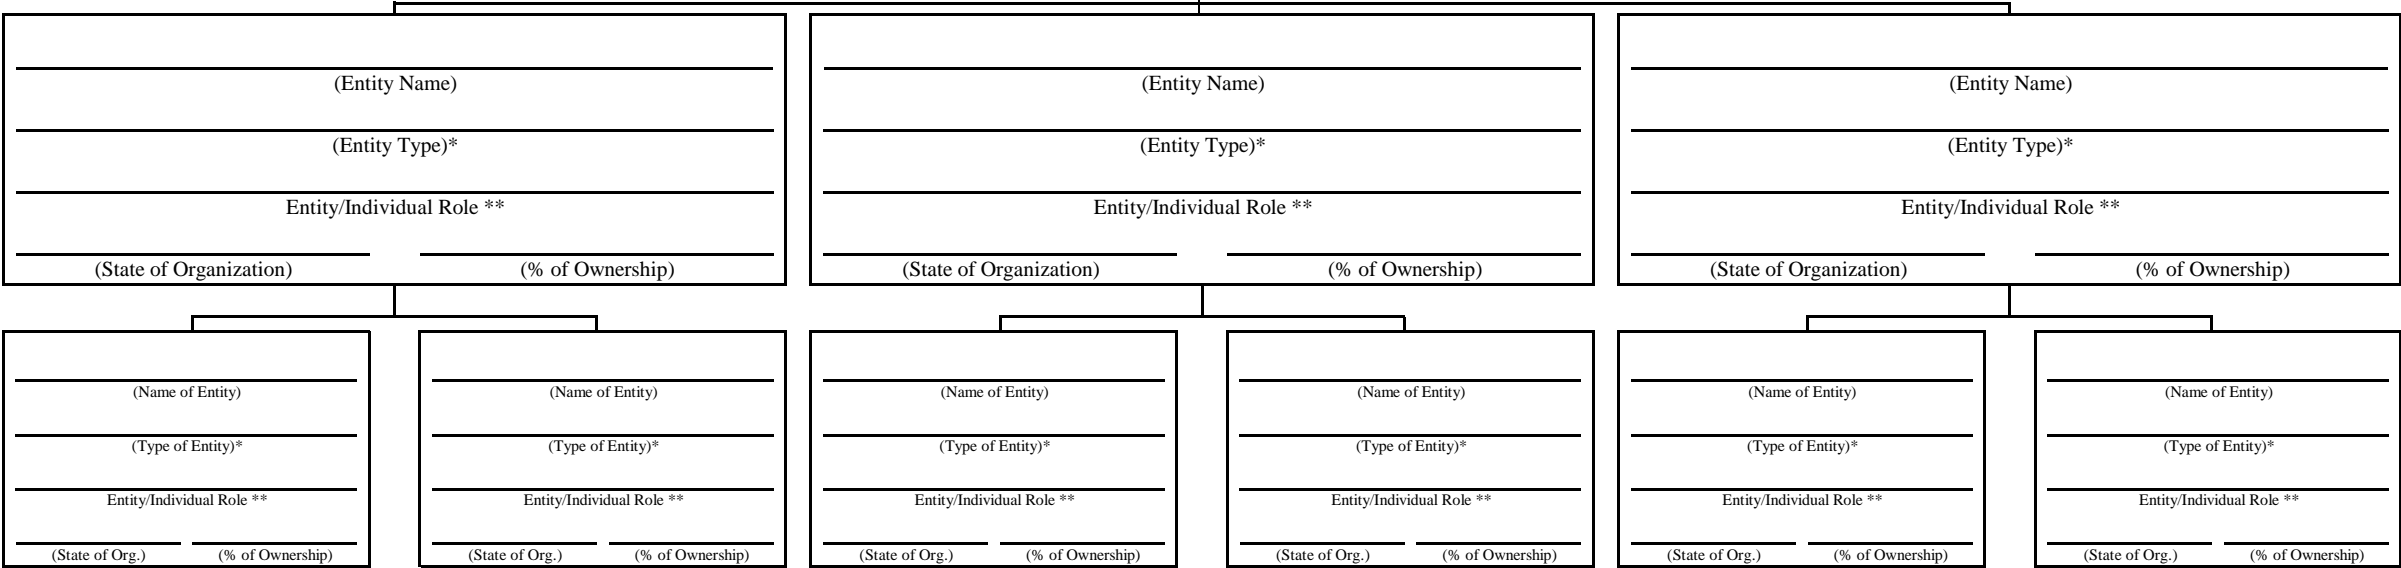 (Entity Name) (Entity Name) (Entity Name)
(Entity Type)* (Entity Type)* (Entity Type)*
Entity/Individual Role ** Entity/Individual Role ** Entity/Individual Role **
(State of Organization) (% of Ownership) (State of Organization) (% of Ownership) (State of Organization) (% of Ownership)
(Name of Entity) (Name of Entity) (Name of Entity) (Name of Entity) (Name of Entity) (Name of Entity)
(Type of Entity)* (Type of Entity)* (Type of Entity)* (Type of Entity)* (Type of Entity)* (Type of Entity)*
Entity/Individual Role ** Entity/Individual Role ** Entity/Individual Role ** Entity/Individual Role ** Entity/Individual Role ** Entity/Individual Role **
(State of Org.) (% of Ownership) (State of Org.) (% of Ownership) (State of Org.) (% of Ownership) (State of Org.) (% of Ownership) (State of Org.) (% of Ownership) (State of Org.) (% of Ownership)